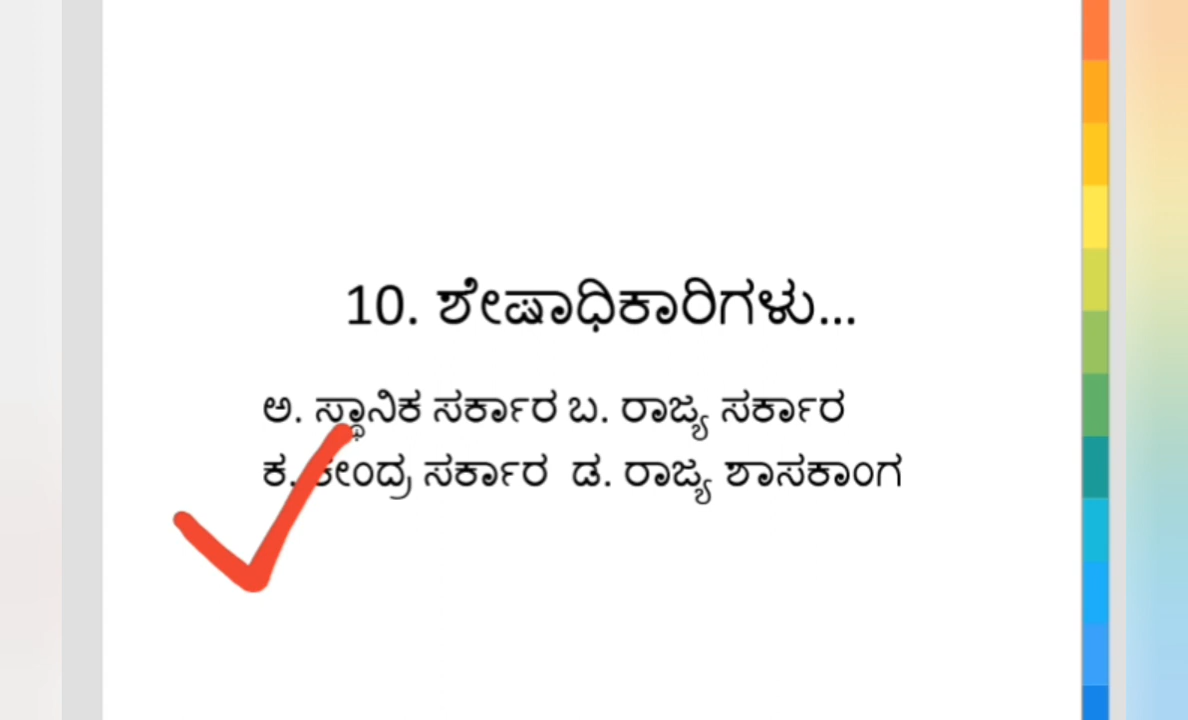 10. ಶೇಷಾಧಿಕಾರಿಗಳು...
ಅ. ಸ್ಥಾನಿಕ ಸರ್ಕಾರ ಬ. ರಾಜ್ಯ ಸರ್ಕಾರ
ಕ. ಕೇಂದ್ರ ಸರ್ಕಾರ ಡ. ರಾಜ್ಯ ಶಾಸಕಾಂಗ